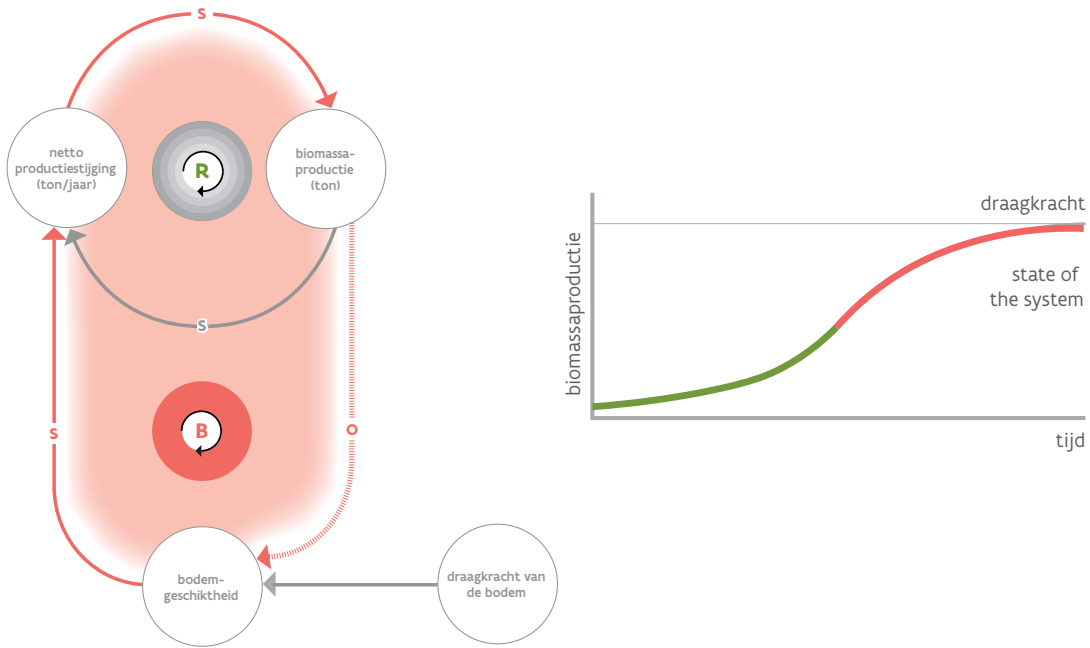 S
netto
productiestijging
(ton/jaar)
R
biomassa-
productie
(ton)
S
B
S
O
bodem-
geschiktheid
draagkracht van
de bodem
draagkracht
biomassaproductie
state of
the system
tijd